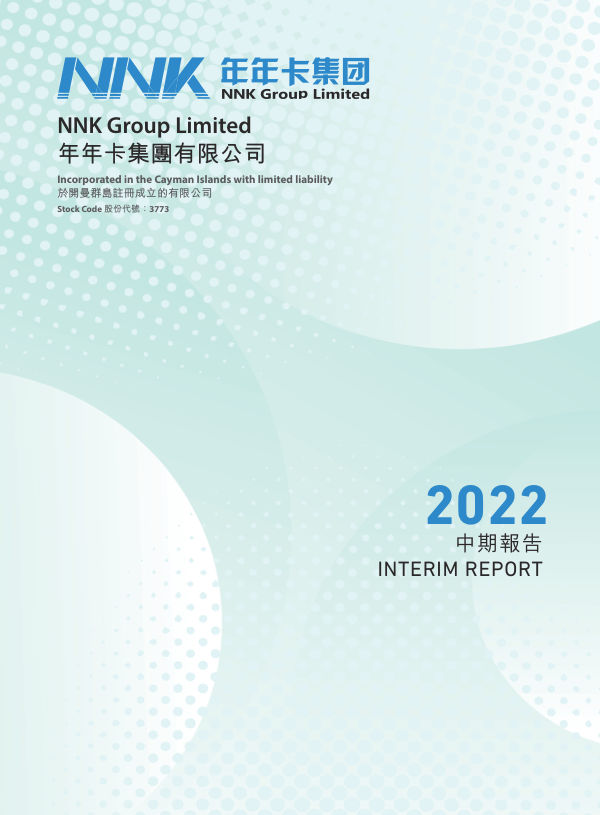 NNK 年年卡集团
NNK Group Limited
NNK Group Limited
年年卡集團有限公司
Incorporated in the Cayman Islands with limited liability
於開曼群島註冊成立的有限公司
Stock Code 股份代號：3773
2022
中期報告
INTERIM REPORT